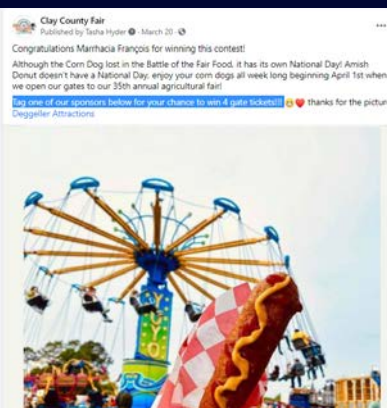 Clay County Fair
Published by Tasha Hyder · March 20 ·
Congratulations Marrhacia François for winning this contest!
Although the Corn Dog lost in the Battle of the Fair Food, it has its own National Day! Amish
Donut doesn't have a National Day, enjoy your corn dogs all week long beginning April 1st when
we open our gates to our 35th annual agricultural fair!
Tag one of our sponsors below for your chance to win 4 gate tickets!!! 😁❤️ thanks for the
Deggeller Attractions
YOYO